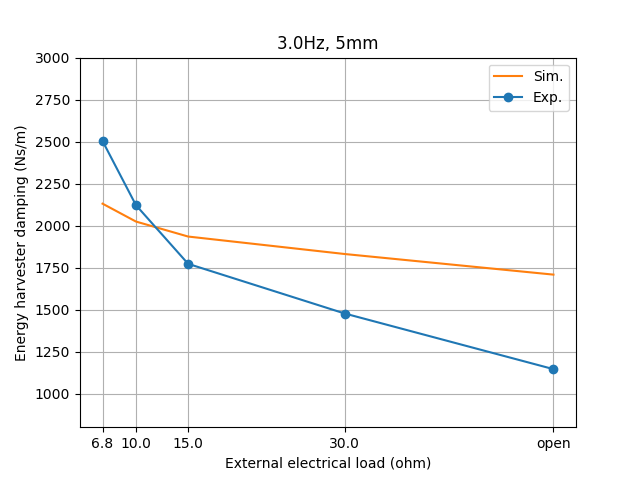 3.0Hz, 5mm
Sim.
Exp.
Energy harvester damping (Ns/m)
3000
2750
2500
2250
2000
1750
1500
1250
1000
6.8 10.0 15.0 30.0 open
External electrical load (ohm)